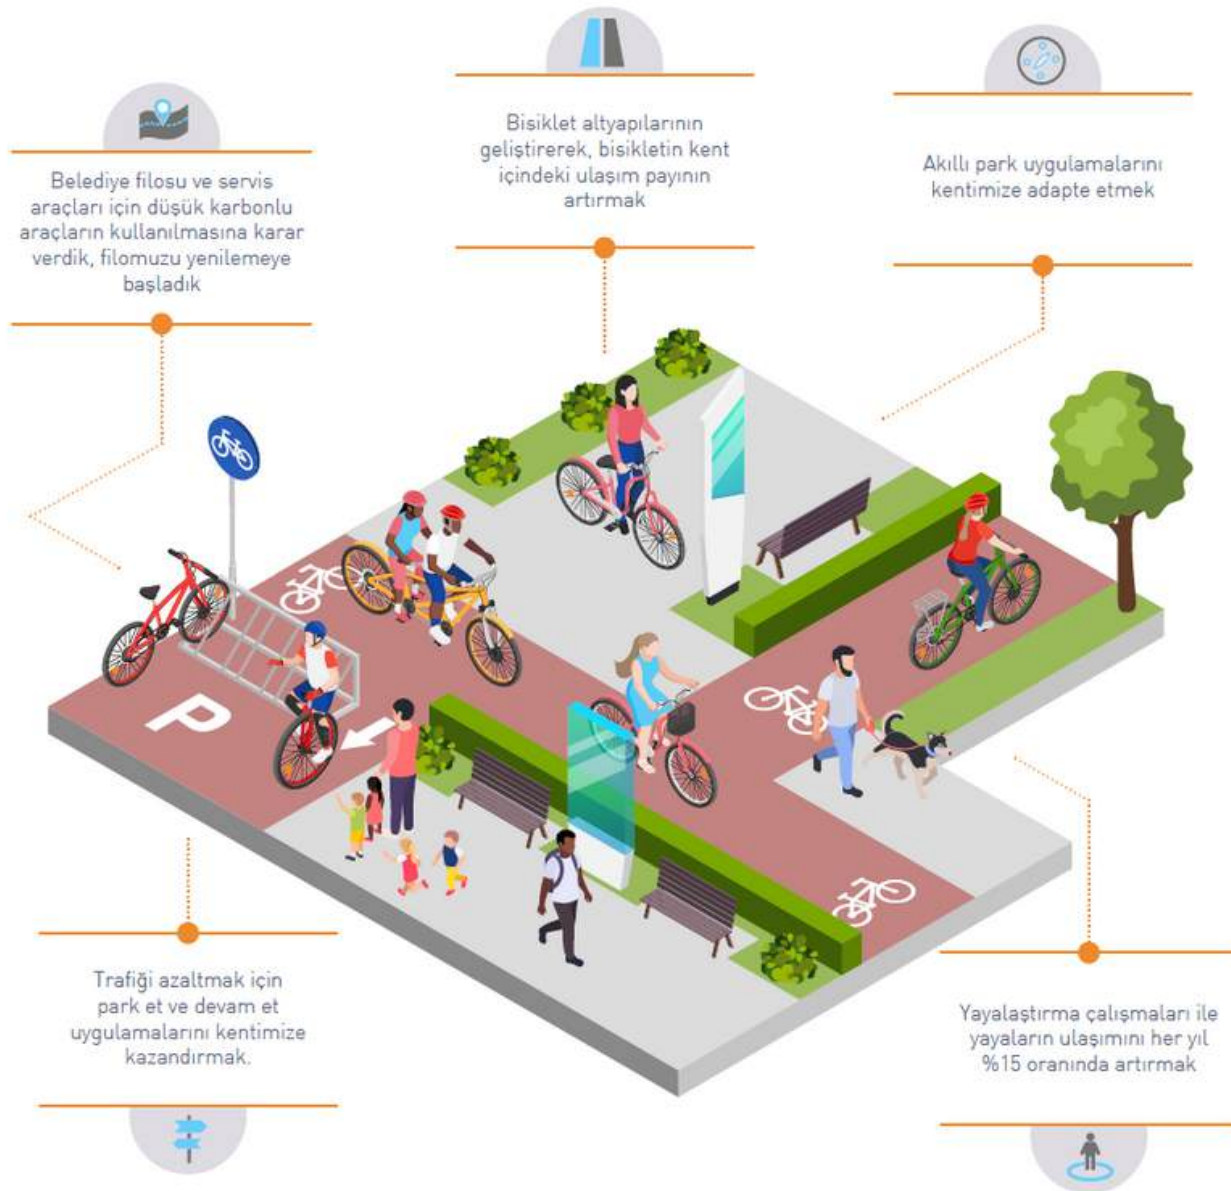 Belediye filosu ve servis
araçları için düşük karbonlu
araçların kullanılmasına karar
verdik, filomuzu yenilemeye
başladık
Bisiklet altyapılarının
geliştirerek, bisikletin kent
içindeki ulaşım payının
artırmak
Akıllı park uygulamalarını
kentimize adapte etmek
P
Trafiği azaltmak için
park et ve devam et
uygulamalarını kentimize
kazandırmak.
Yayalaştırma çalışmaları ile
yayaların ulaşımını her yıl
%15 oranında artırmak